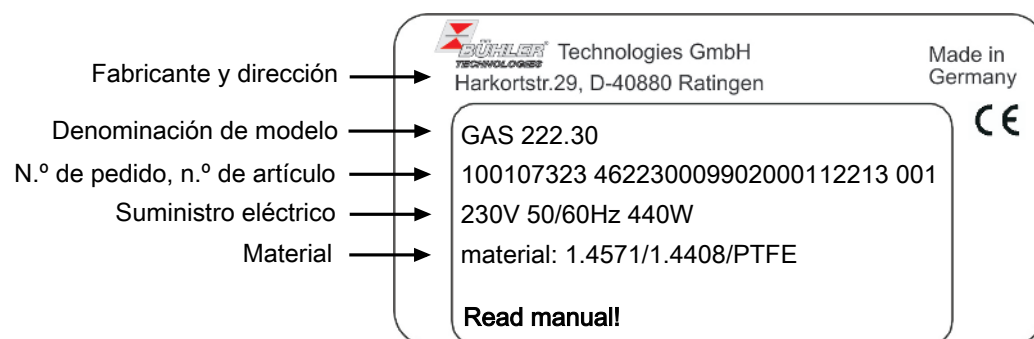 BÜHLER TECHNOLOGIES Technologies GmbH
Made in
Fabricante y dirección
Harkortstr.29, D-40880 Ratingen
Germany
CE
Denominación de modelo
GAS 222.30
N.º de pedido, n.º de artículo
100107323 462230009902000112213 001
Suministro eléctrico
230V 50/60Hz 440W
Material
material: 1.4571/1.4408/PTFE
Read manual!